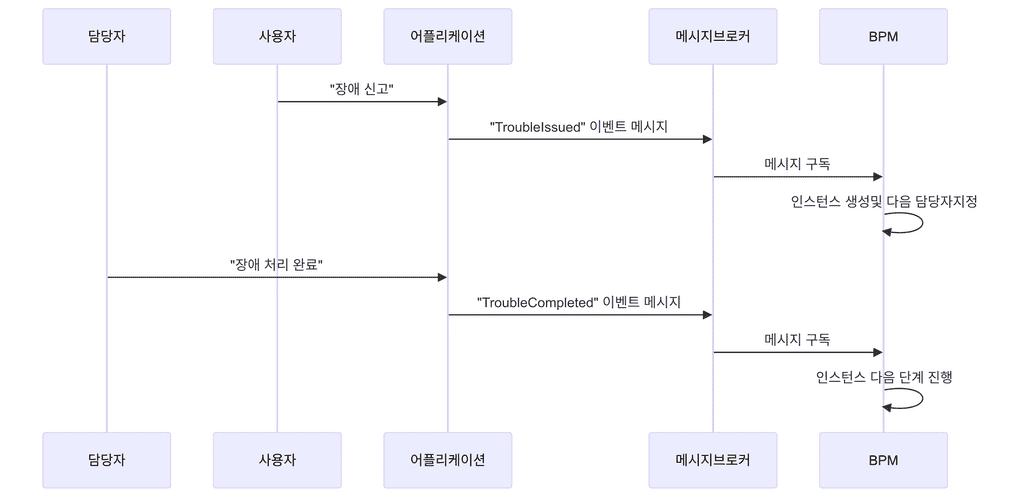 담당자
사용자
어플리케이션
메시지브로커
BPM
"장애 신고"
"TroubleIssued" 이벤트 메시지
메시지 구독
인스턴스 생성및 다음 담당자지정
"장애 처리 완료"
"TroubleCompleted" 이벤트 메시지
메시지 구독
인스턴스 다음 단계 진행
담당자
사용자
어플리케이션
메시지브로커
BPM